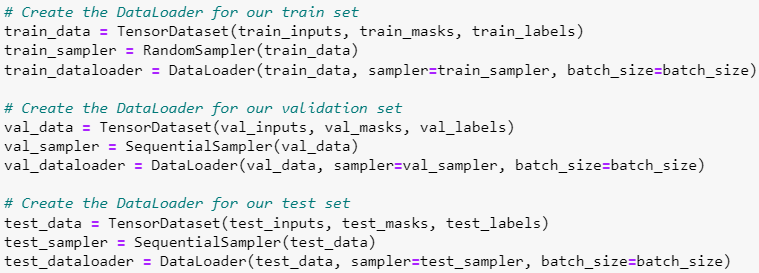 # Create the DataLoader for our train set
train_data = TensorDataset(train_inputs, train_masks, train_labels)
train_sampler = RandomSampler(train_data)
train_dataloader = DataLoader(train_data, sampler=train_sampler, batch_size=batch_size)
# Create the DataLoader for our validation set
val_data = TensorDataset(val_inputs, val_masks, val_labels)
val_sampler = SequentialSampler(val_data)
val_dataloader = DataLoader(val_data, sampler=val_sampler, batch_size=batch_size)
# Create the DataLoader for our test set
test_data = TensorDataset(test_inputs, test_masks, test_labels)
test_sampler = SequentialSampler(test_data)
test_dataloader = DataLoader(test_data, sampler=test_sampler, batch_size=batch_size)